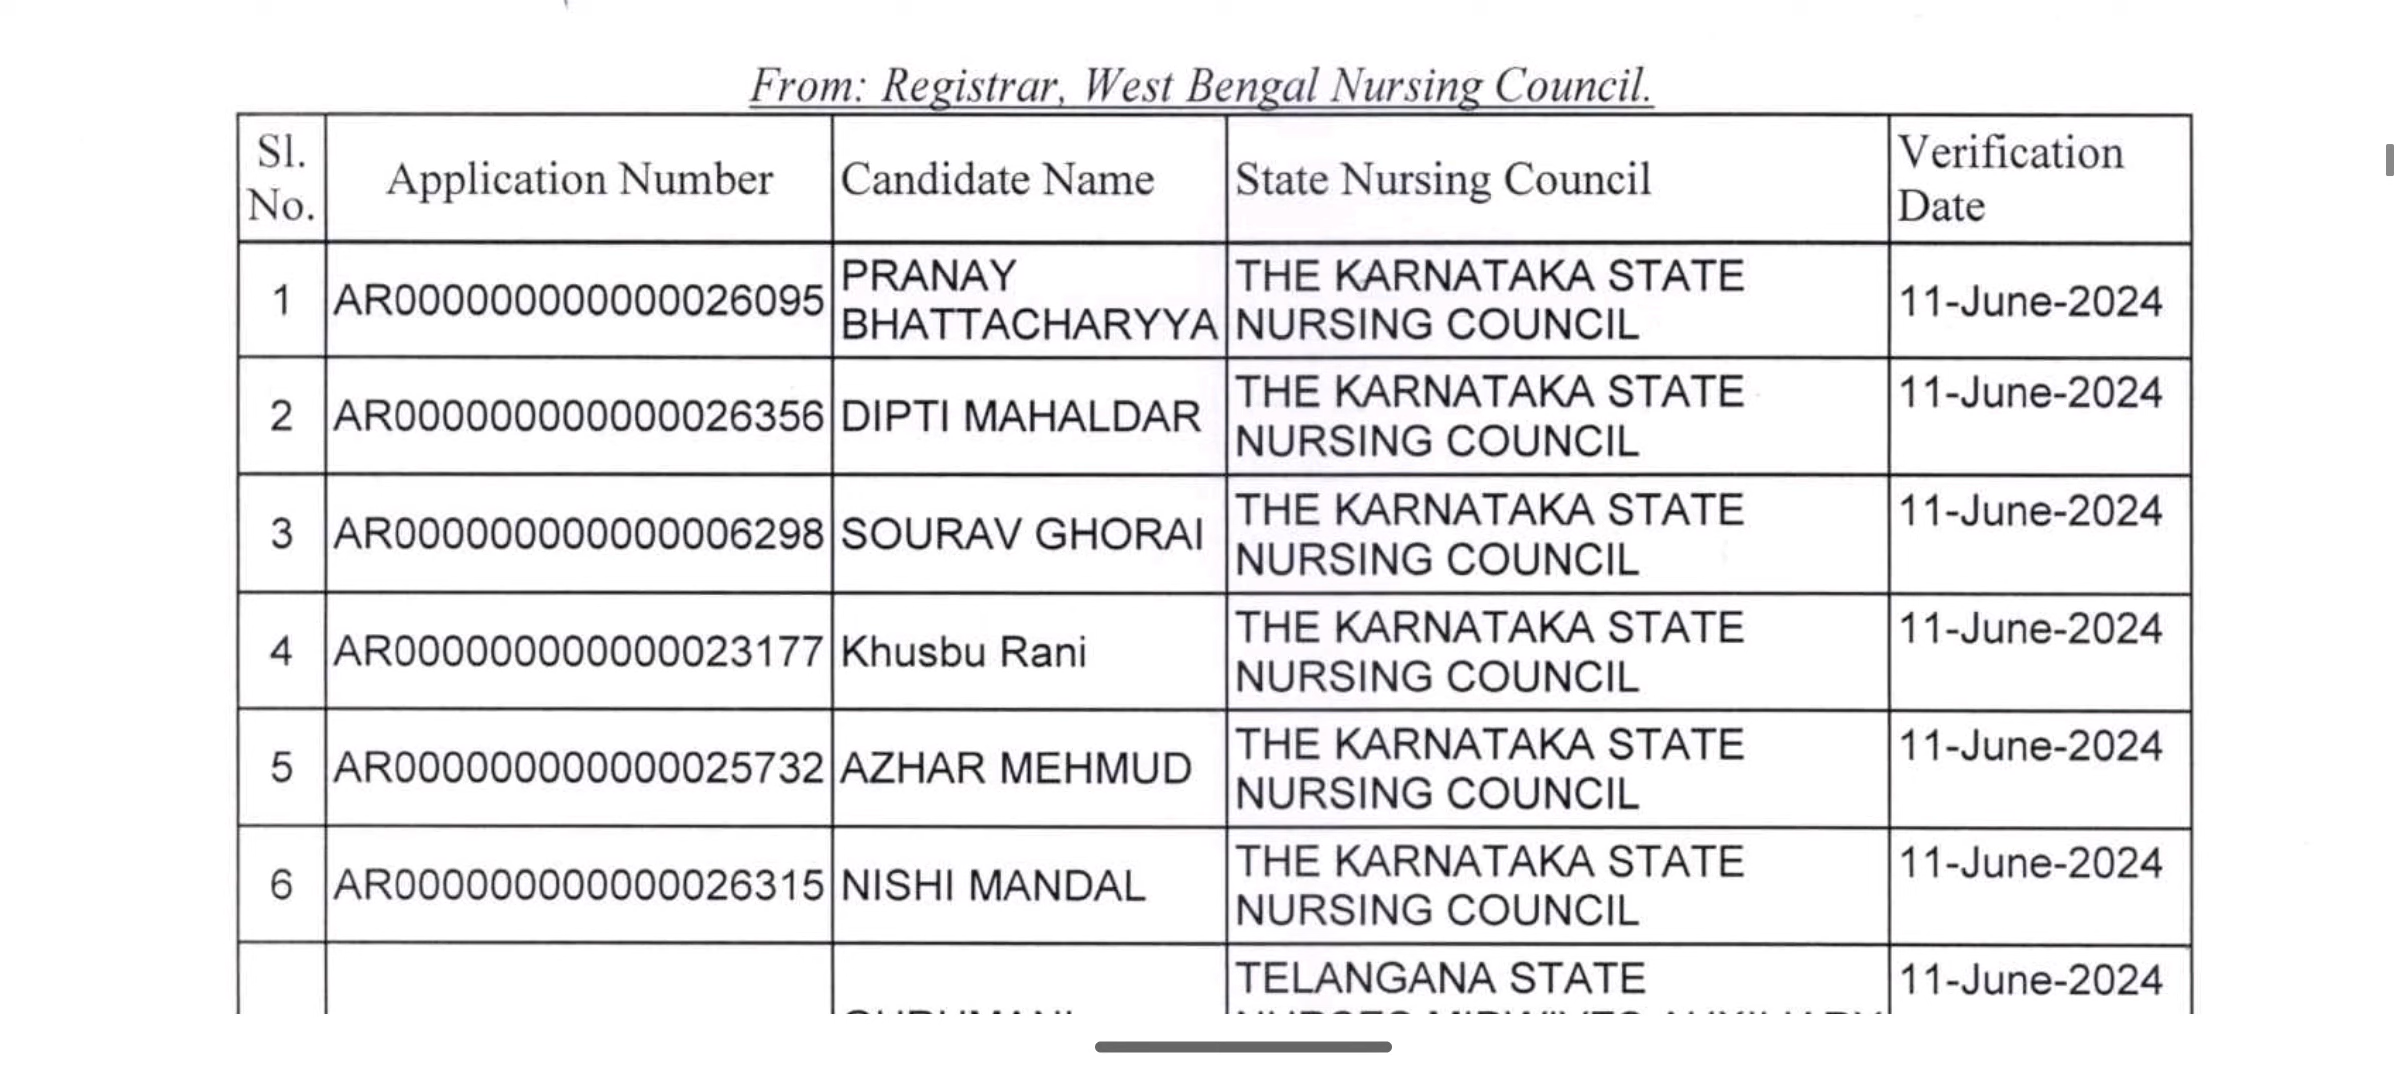 From: Registrar, West Bengal Nursing Council.
Sl. No. Application Number Candidate Name State Nursing Council Verification Date
1 AR000000000000026095 PRANAY BHATTACHARYYA THE KARNATAKA STATE NURSING COUNCIL 11-June-2024
2 AR000000000000026356 DIPTI MAHALDAR THE KARNATAKA STATE NURSING COUNCIL 11-June-2024
3 AR000000000000006298 SOURAV GHORAI THE KARNATAKA STATE NURSING COUNCIL 11-June-2024
4 AR000000000000023177 Khusbu Rani THE KARNATAKA STATE NURSING COUNCIL 11-June-2024
5 AR000000000000025732 AZHAR MEHMUD THE KARNATAKA STATE NURSING COUNCIL 11-June-2024
6 AR000000000000026315 NISHI MANDAL THE KARNATAKA STATE NURSING COUNCIL 11-June-2024
TELANGANA STATE 11-June-2024